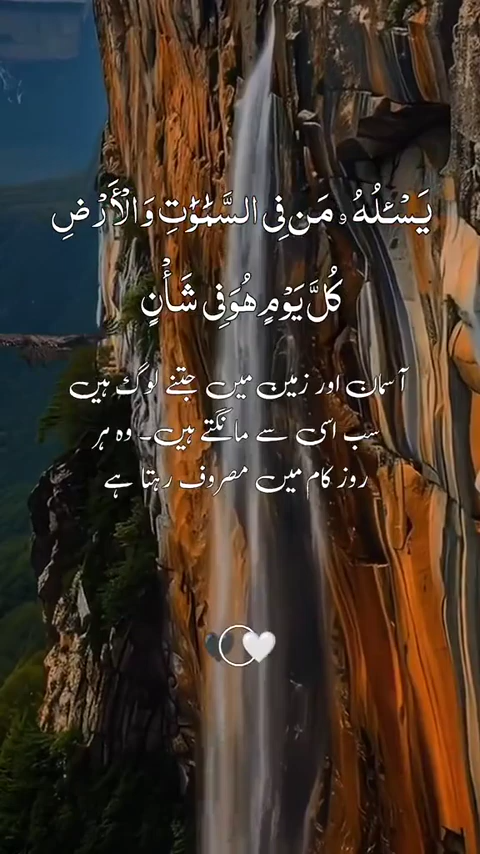 يَسْـَٔلُهُۥ مَن فِى السَّمَٰوَٰتِ وَالْأَرْضِ
كُلَّ يَوْمٍ هُوَ فِى شَأْنٍ
آسمان اور زمین میں جتنے لوگ ہیں
سب اسی سے مانگتے ہیں۔ وہ ہر
روز کام میں مصروف رہتا ہے